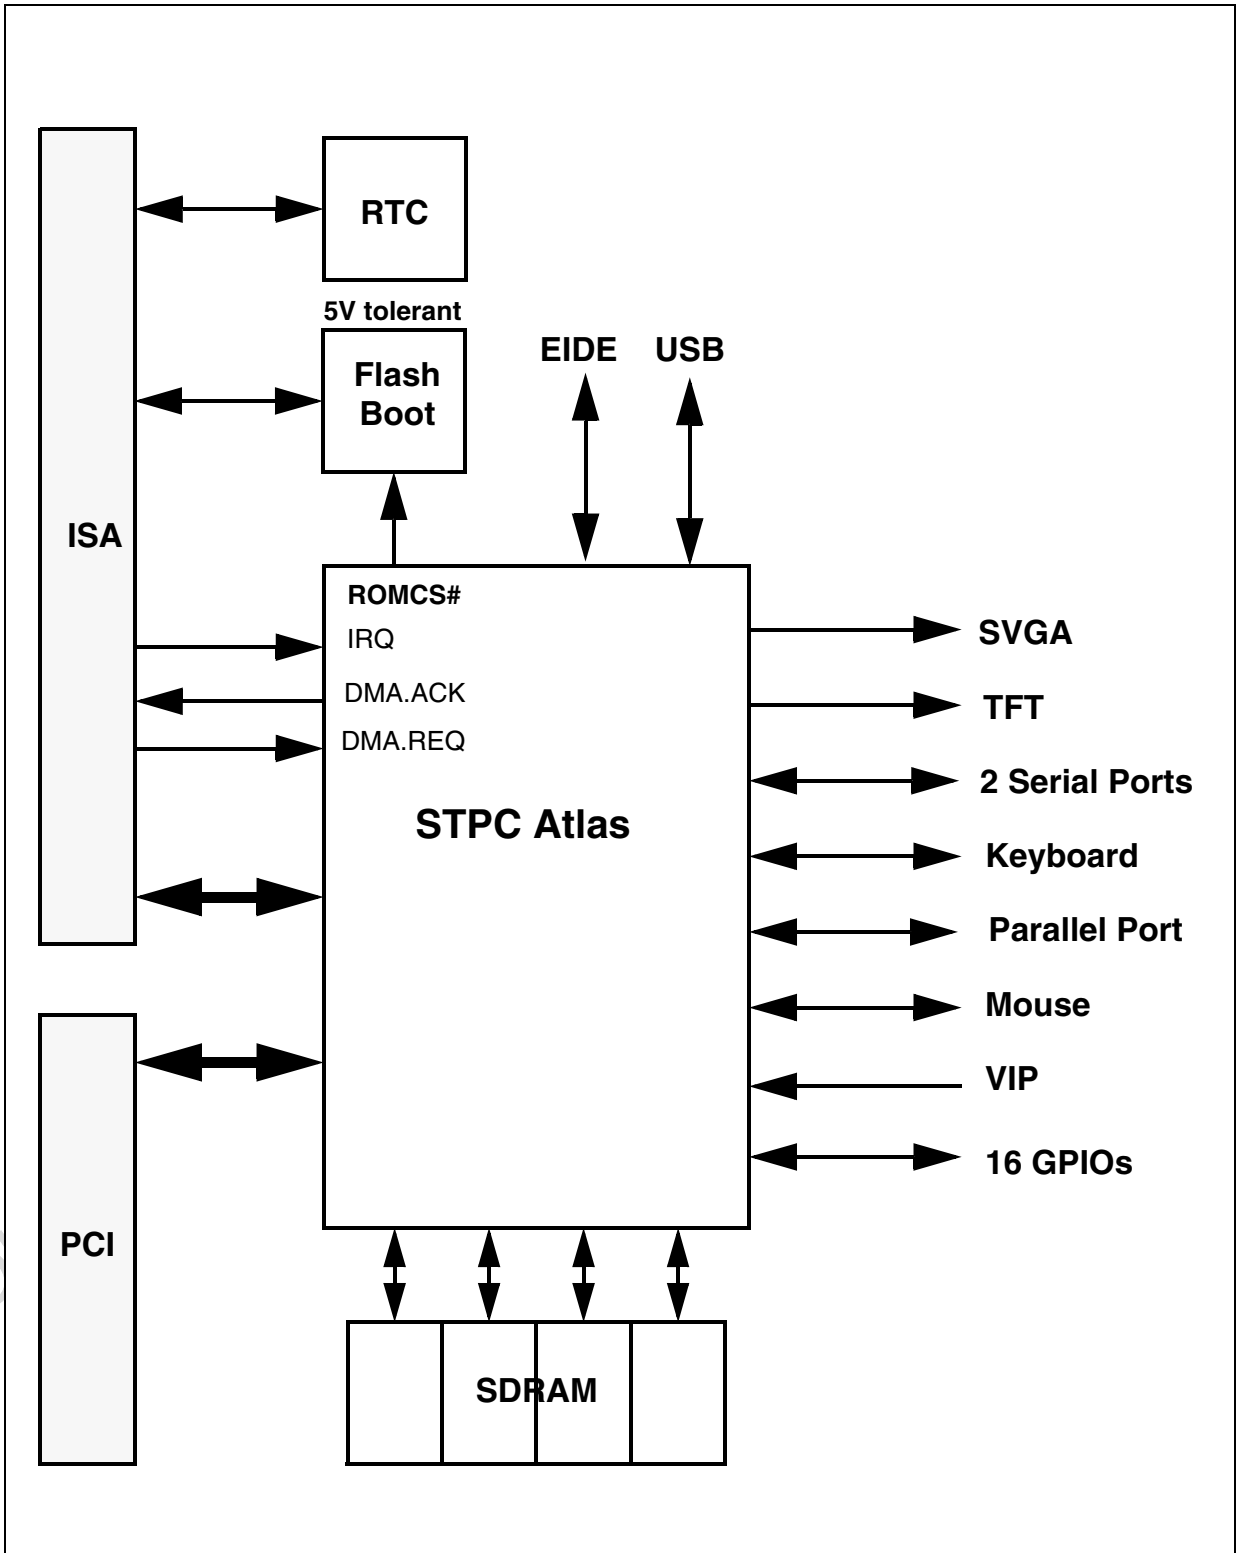 RTC
5V tolerant
Flash
Boot
EIDE
USB
ISA
ROMCS#
IRQ
DMA.ACK
DMA.REQ
STPC Atlas
SVGA
TFT
2 Serial Ports
Keyboard
Parallel Port
Mouse
VIP
16 GPIOs
PCI
SDRAM